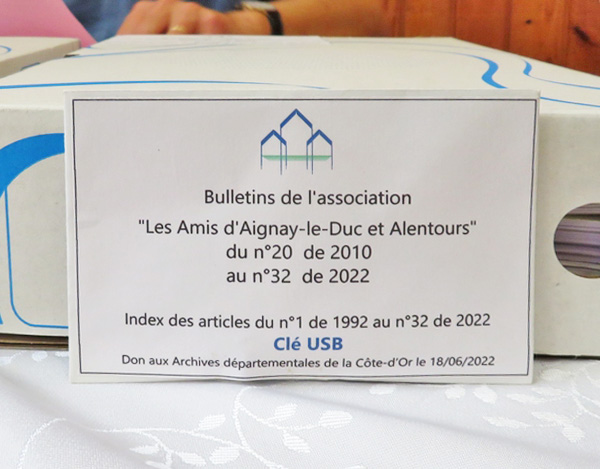 Bulletins de l'association
"Les Amis d'Aignay-le-Duc et Alentours"
du n°20 de 2010
au n°32 de 2022
Index des articles du n°1 de 1992 au n°32 de 2022
Clé USB
Don aux Archives départementales de la Côte-d'Or le 18/06/2022